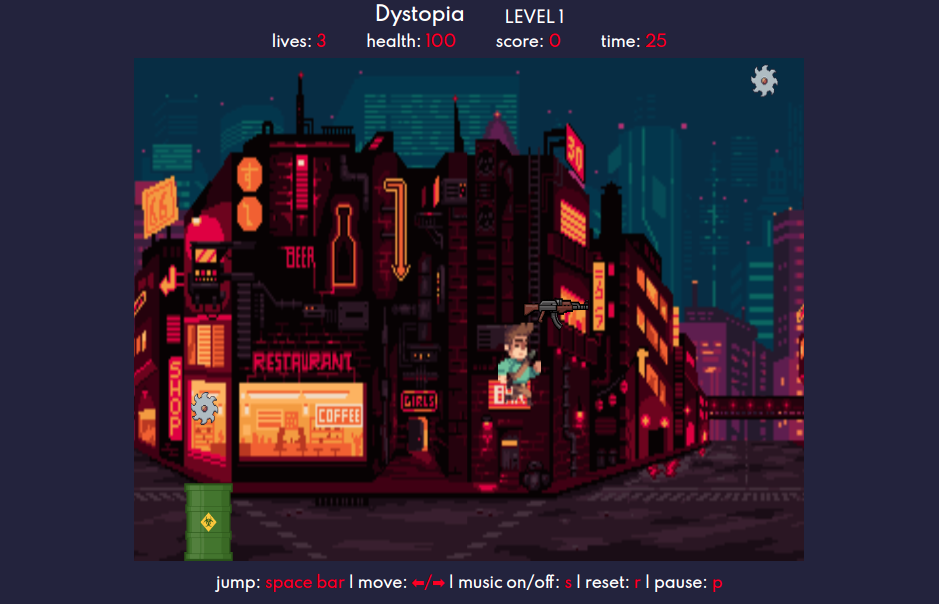 Dystopia LEVEL 1
lives: 3 health: 100 score: 0 time: 25
BEER
RESTAURANT
SHOP
COFFEE
GIRLS
jump: space bar | move: ⬅/➡ | music on/off: s | reset: r | pause: p